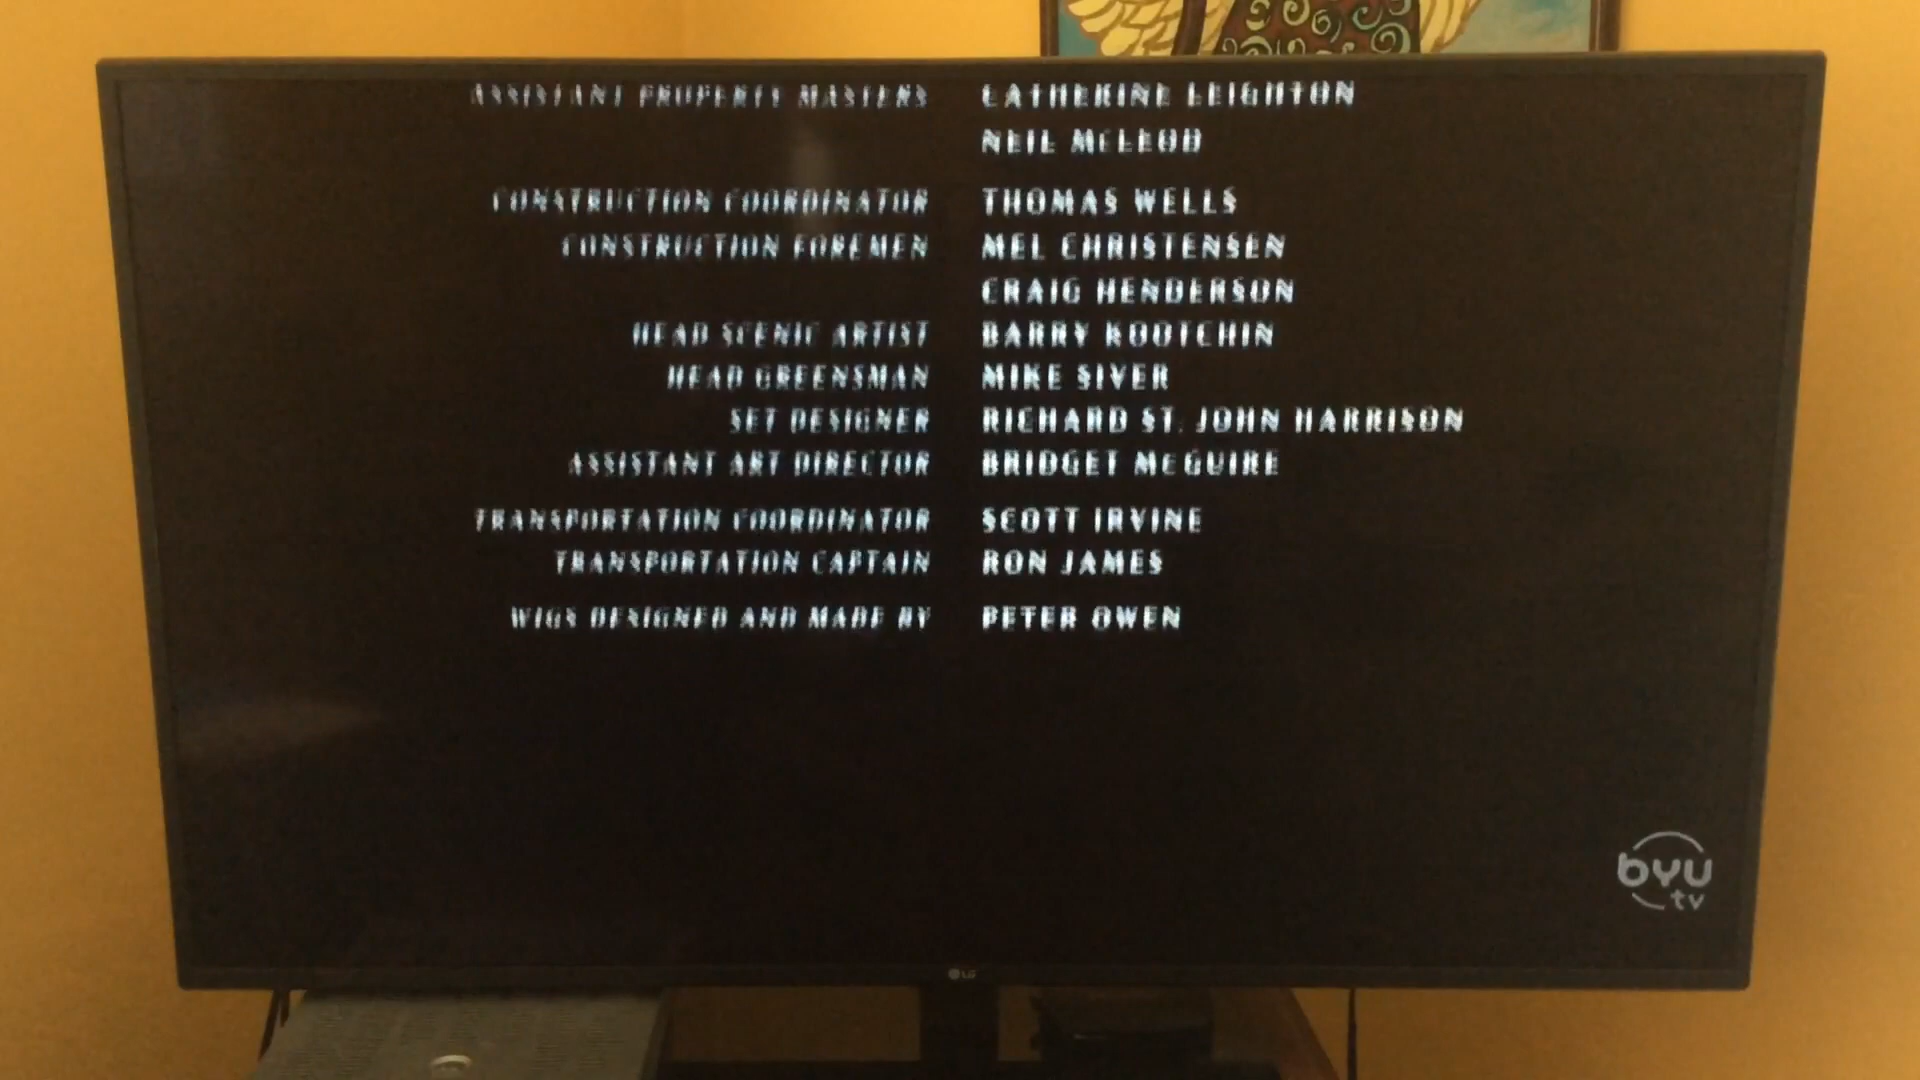 ASSISTANT PROPERTY MASTERS CATHERINE LEIGHTON
NEIL McLEOD
CONSTRUCTION COORDINATOR THOMAS WELLS
CONSTRUCTION FOREMEN MEL CHRISTENSEN
CRAIG HENDERSON
HEAD SCENIC ARTIST BARRY KOOTCHIN
HEAD GREENSMAN MIKE SIVER
SET DESIGNER RICHARD ST. JOHN HARRISON
ASSISTANT ART DIRECTOR BRIDGET McGUIRE
TRANSPORTATION COORDINATOR SCOTT IRVINE
TRANSPORTATION CAPTAIN RON JAMES
WIGS DESIGNED AND MADE BY PETER OWEN
byu
tv
LG